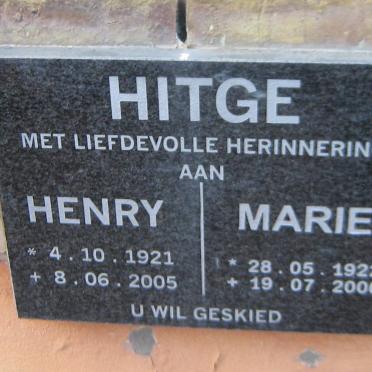 HITGE
MET LIEFDEVOLLE HERINNERIN
AAN
HENRY
* 4 . 10 . 1921
+ 8 . 06 . 2005
MARIE
* 28 . 05 . 192
+ 19 . 07 . 200
U WIL GESKIED